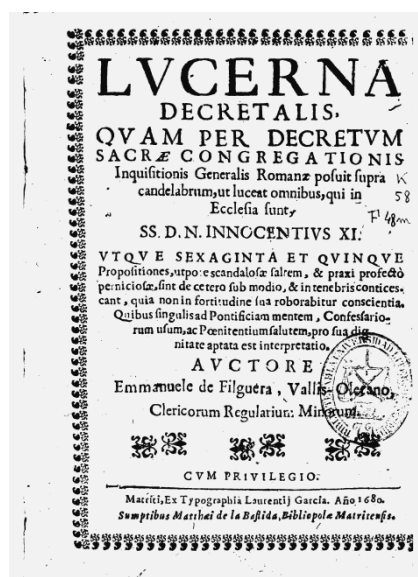 LVCERNA
DECRETALIS,
QVAM PER DECRETVM
SACRÆ CONGREGATIONIS
Inquisitionis Generalis Romanæ posuit supra
candelabrum, ut luceat omnibus, qui in
Ecclesia sunt,
SS. D. N. INNOCENTIVS XI.
VTQVE SEXAGINTA ET QVINQVE
Propositiones, utpote scandalosæ saltem, & praxi profectò
perniciosæ, sint de cetero sub modio, & in tenebris contices-
cant, quia non in fortitudine sua roborabitur conscientia.
Quibus singulis ad Pontificiam mentem, Confessario-
rum usum, ac Pœnitentium salutem, pro sua dig
nitate aptata est interpretatio.
AVCTORE
Emmanuele de Filguera, Vallis-Oletano,
Clericorum Regularium Minorum.
CVM PRIVILEGIO.
Matriti, Ex Typographia Laurentij Garcia. Año 1680.
Sumptibus Matthæi de la Bastida, Bibliopolæ Matritensis.
K
58
48m